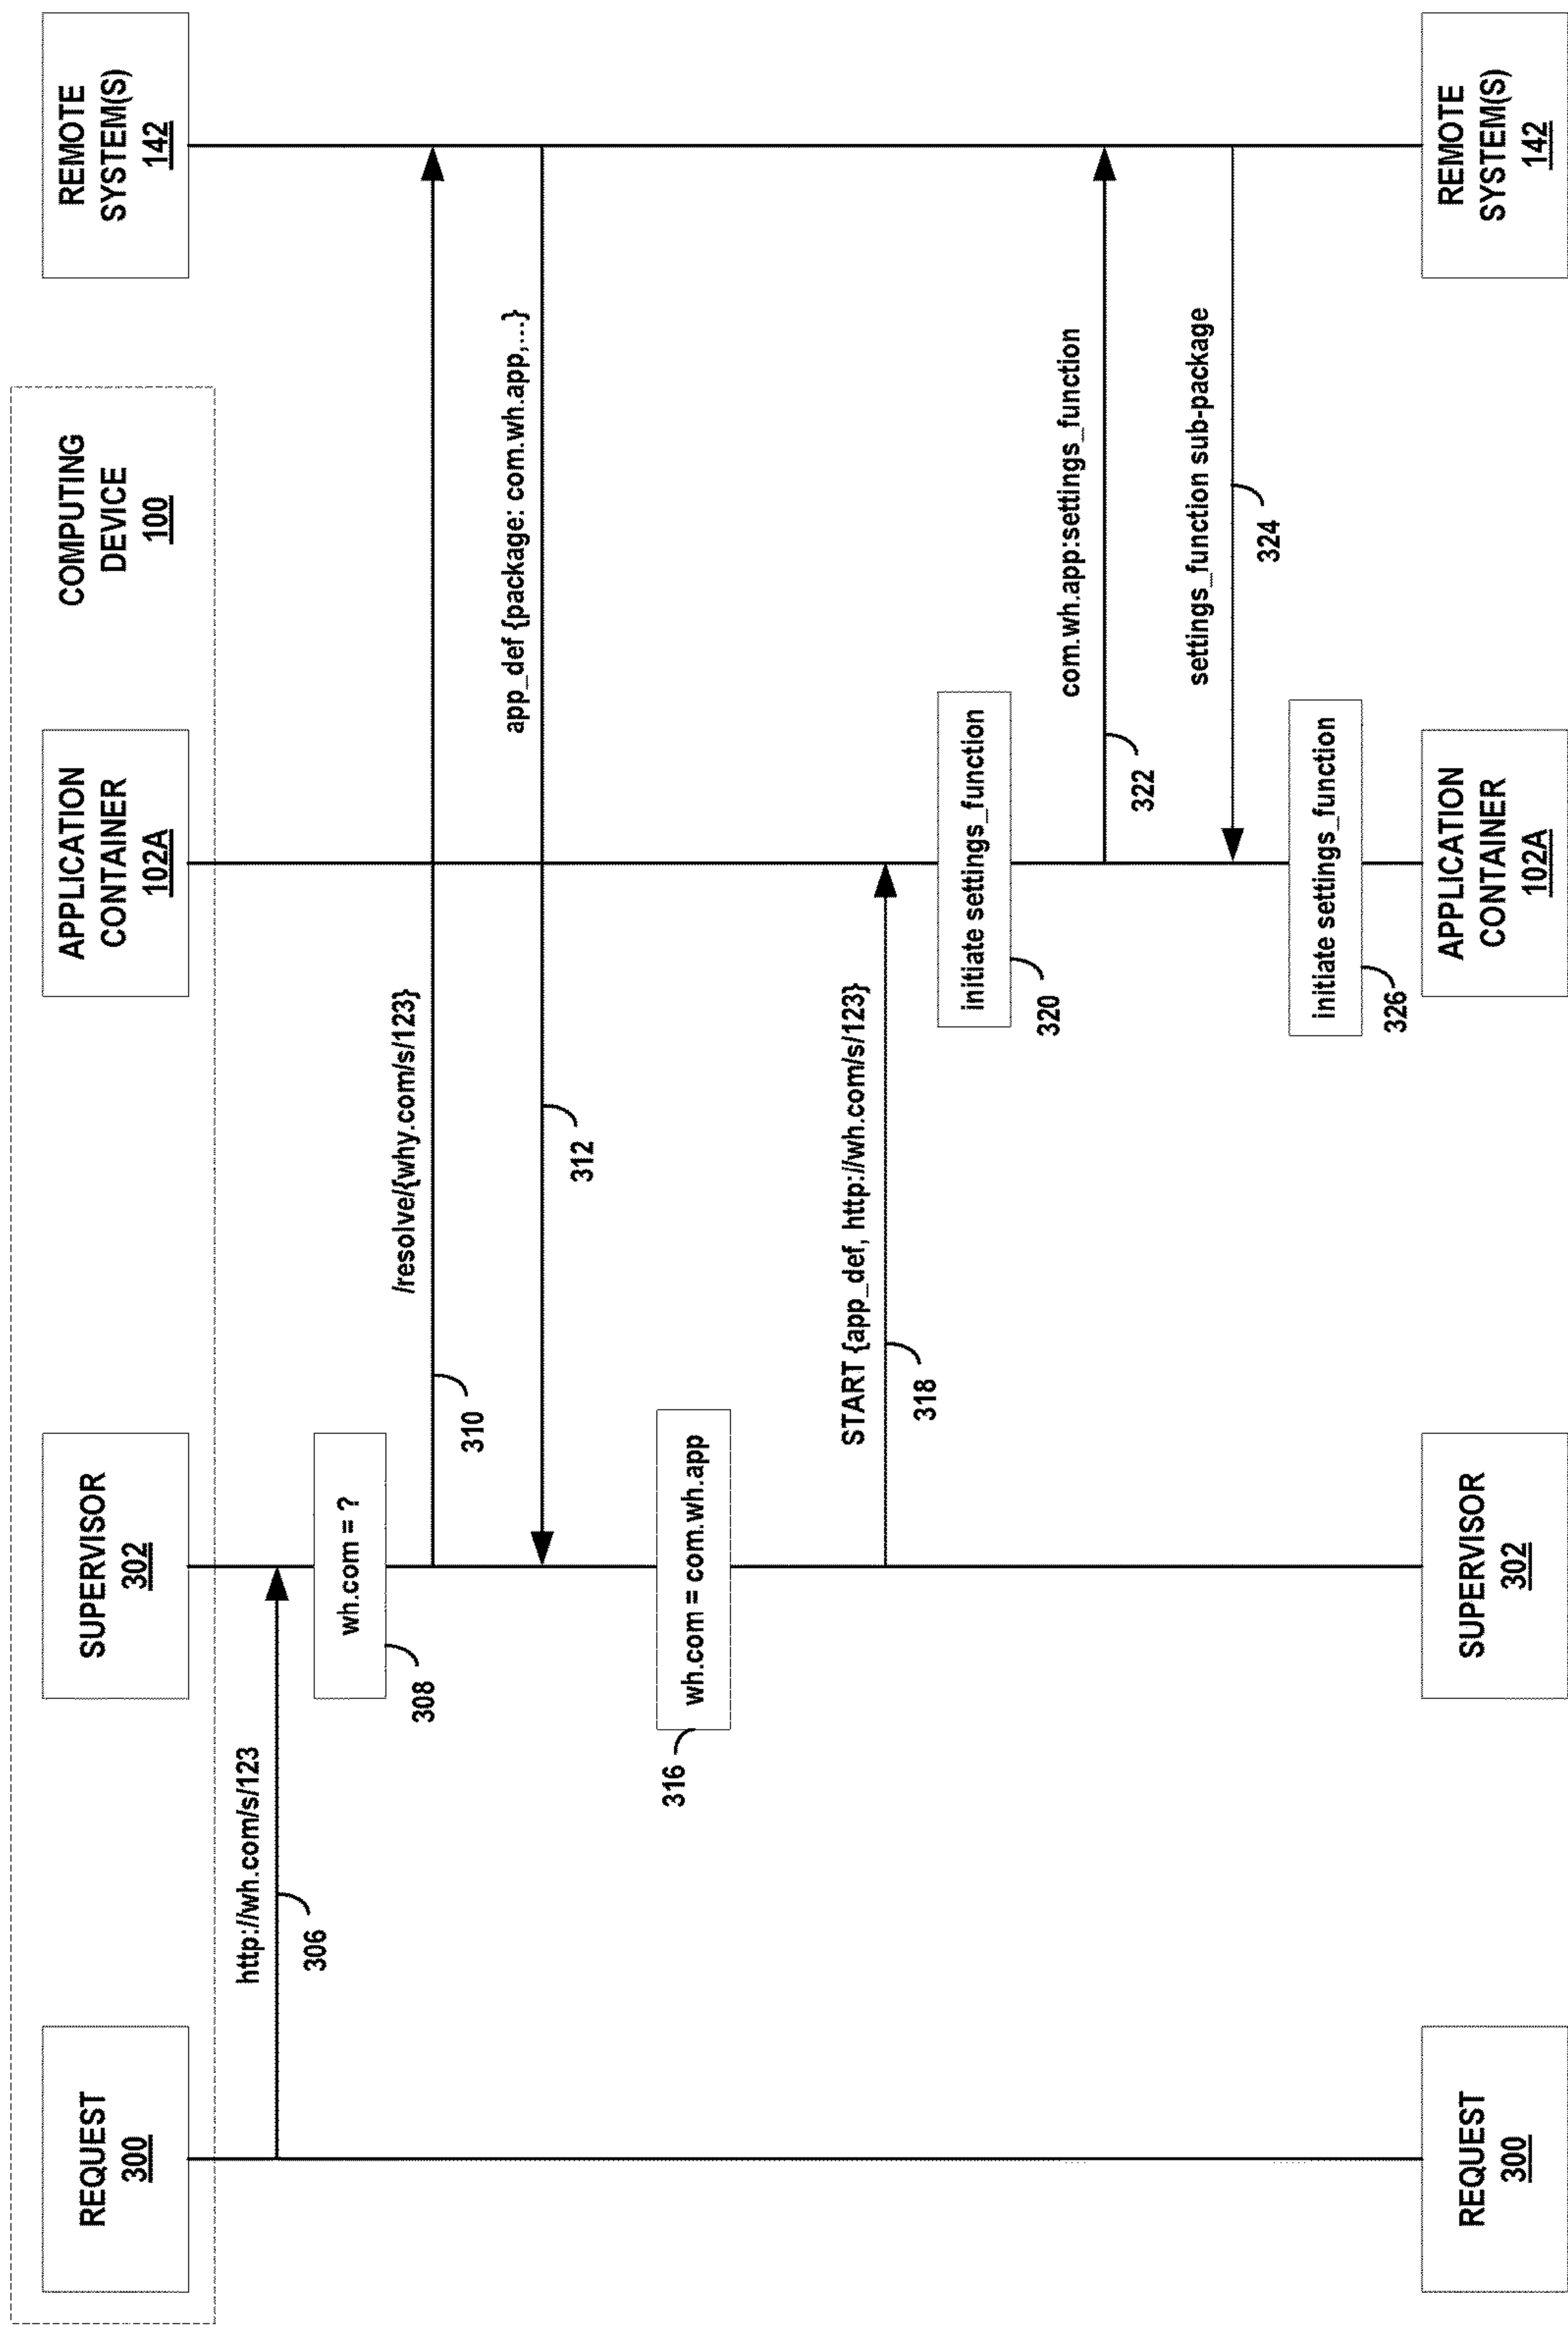 COMPUTING
DEVICE
100
REQUEST
300
SUPERVISOR
302
APPLICATION
CONTAINER
102A
REMOTE
SYSTEM(S)
142
http://wh.com/s/123
306
wh.com = ?
308
/resolve/{why.com/s/123}
310
app_def {package: com.wh.app,...}
312
wh.com = com.wh.app
316
START {app_def, http://wh.com/s/123}
318
initiate settings_function
320
com.wh.app:settings_function
322
settings_function sub-package
324
initiate settings_function
326
REQUEST
300
SUPERVISOR
302
APPLICATION
CONTAINER
102A
REMOTE
SYSTEM(S)
142